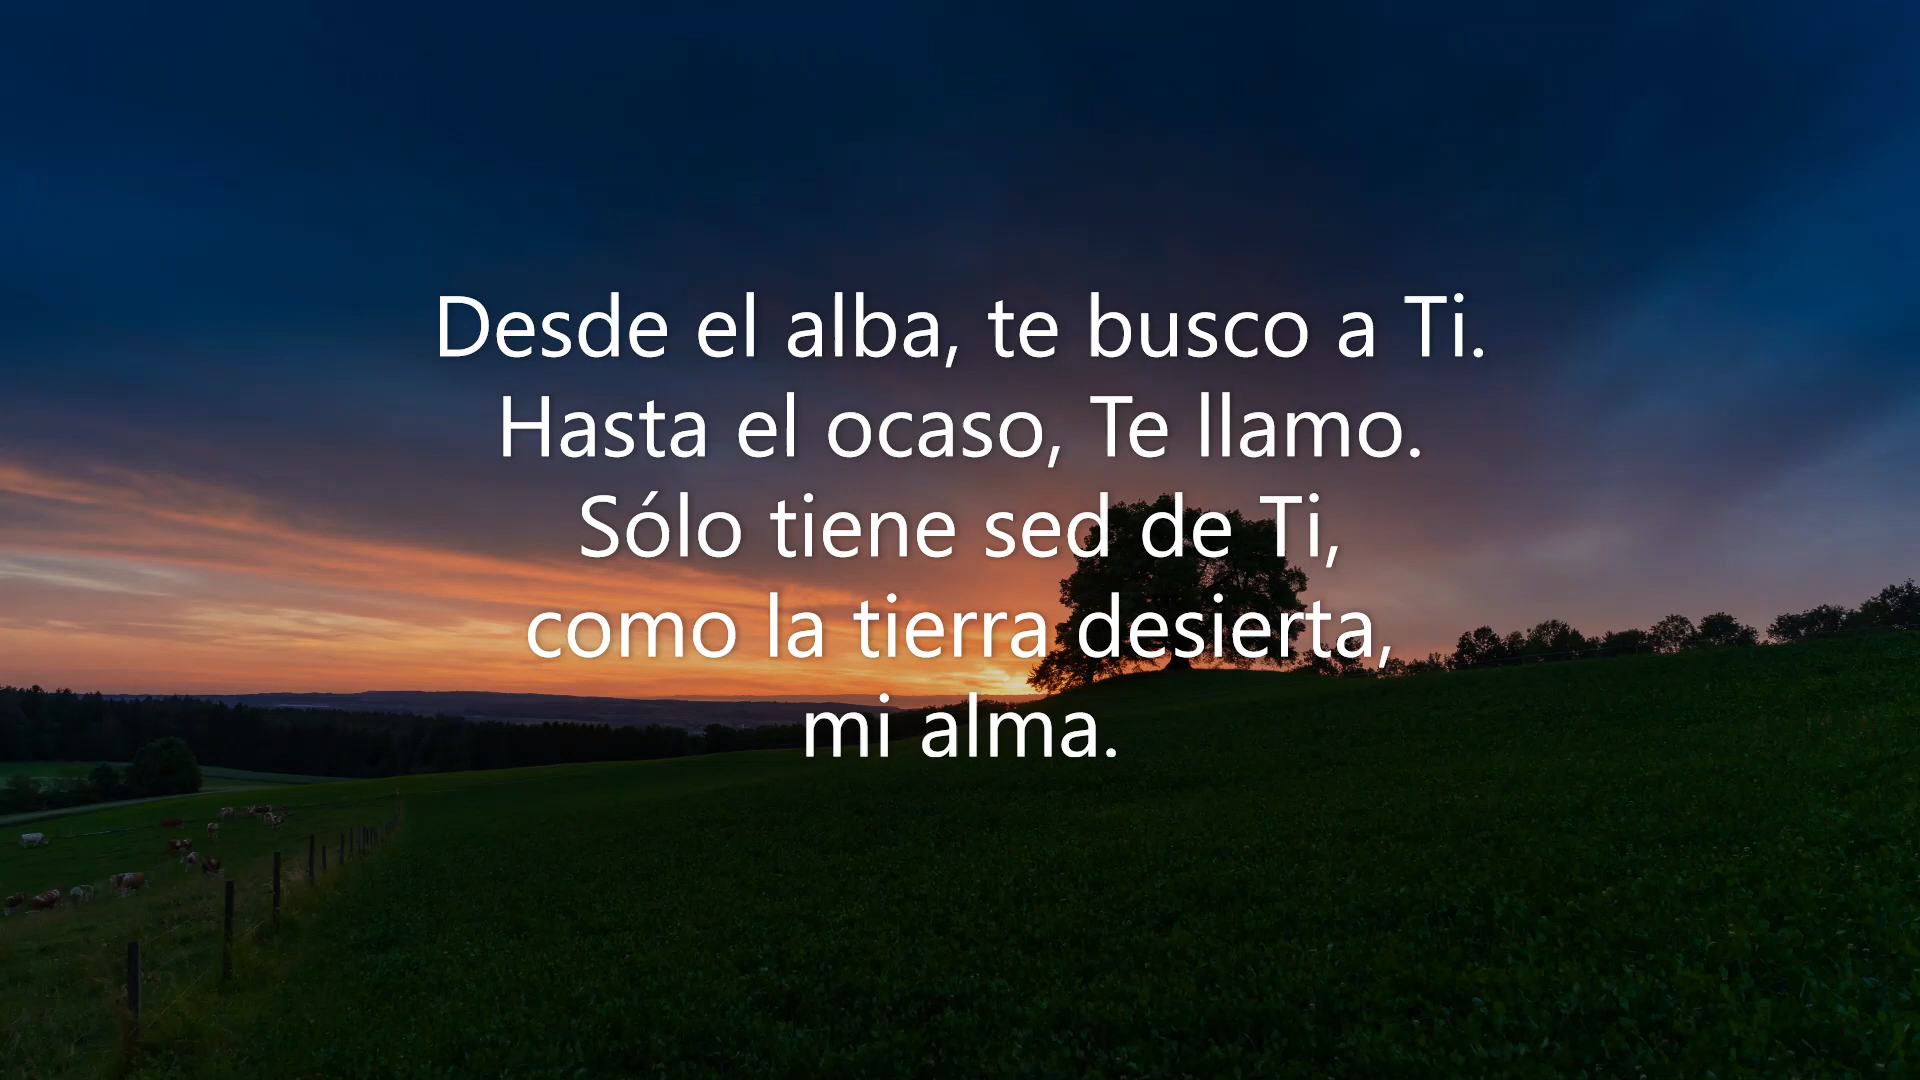 Desde el alba, te busco a Ti.
Hasta el ocaso, Te llamo.
Sólo tiene sed de Ti,
como la tierra desierta,
mi alma.